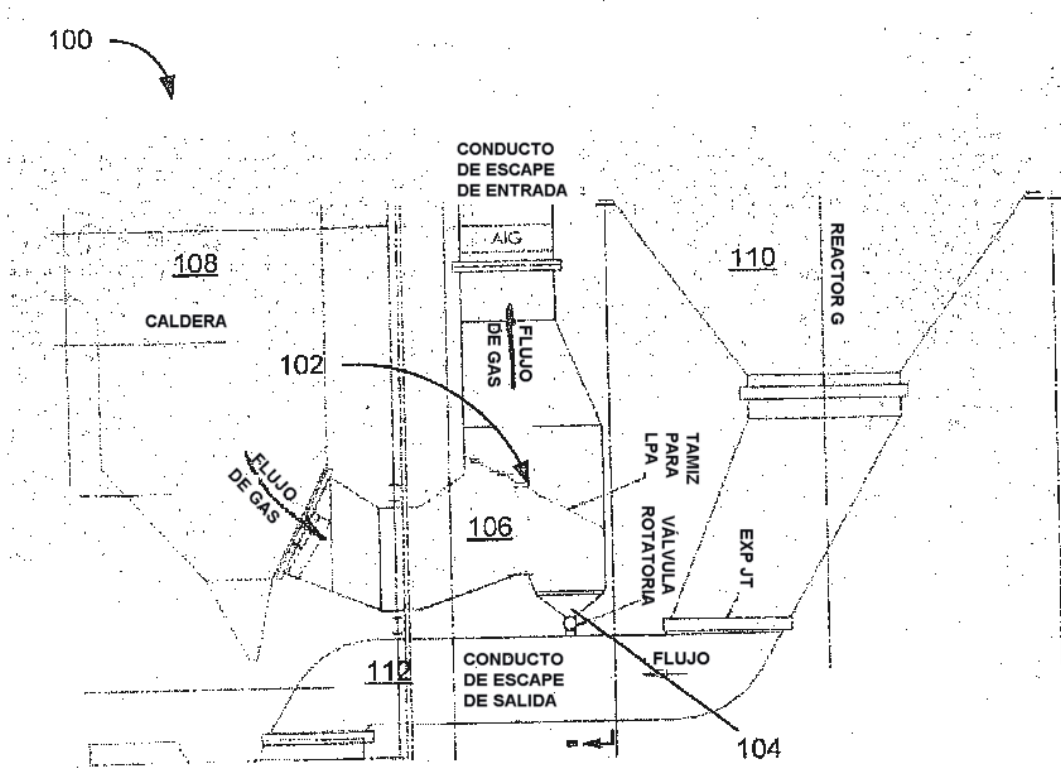 100
CONDUCTO
DE ESCAPE
DE ENTRADA
AIG
108
110
REACTOR G
CALDERA
FLUJO
DE GAS
102
TAMIZ
PARA
LPA
FLUJO
DE GAS
106
VÁLVULA
ROTATORIA
EXP JT
112
CONDUCTO
DE ESCAPE
DE SALIDA
FLUJO
104